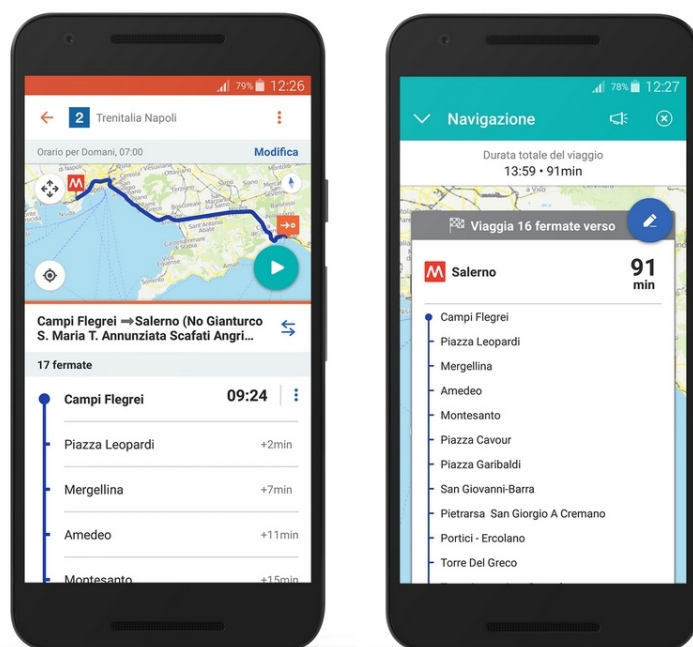 79% 12:26
2 Trenitalia Napoli
Orario per Domani, 07:00 Modifica
M
Campi Flegrei ⇒Salerno (No Gianturco
S. Maria T. Annunziata Scafati Angri...
17 fermate
Campi Flegrei 09:24
Piazza Leopardi +2min
Mergellina +7min
Amedeo +11min
Montesanto +15min
78% 12:27
Navigazione
Durata totale del viaggio
13:59 • 91min
Viaggia 16 fermate verso
M Salerno 91
min
Campi Flegrei
Piazza Leopardi
Mergellina
Amedeo
Montesanto
Piazza Cavour
Piazza Garibaldi
San Giovanni-Barra
Pietrarsa San Giorgio A Cremano
Portici - Ercolano
Torre Del Greco